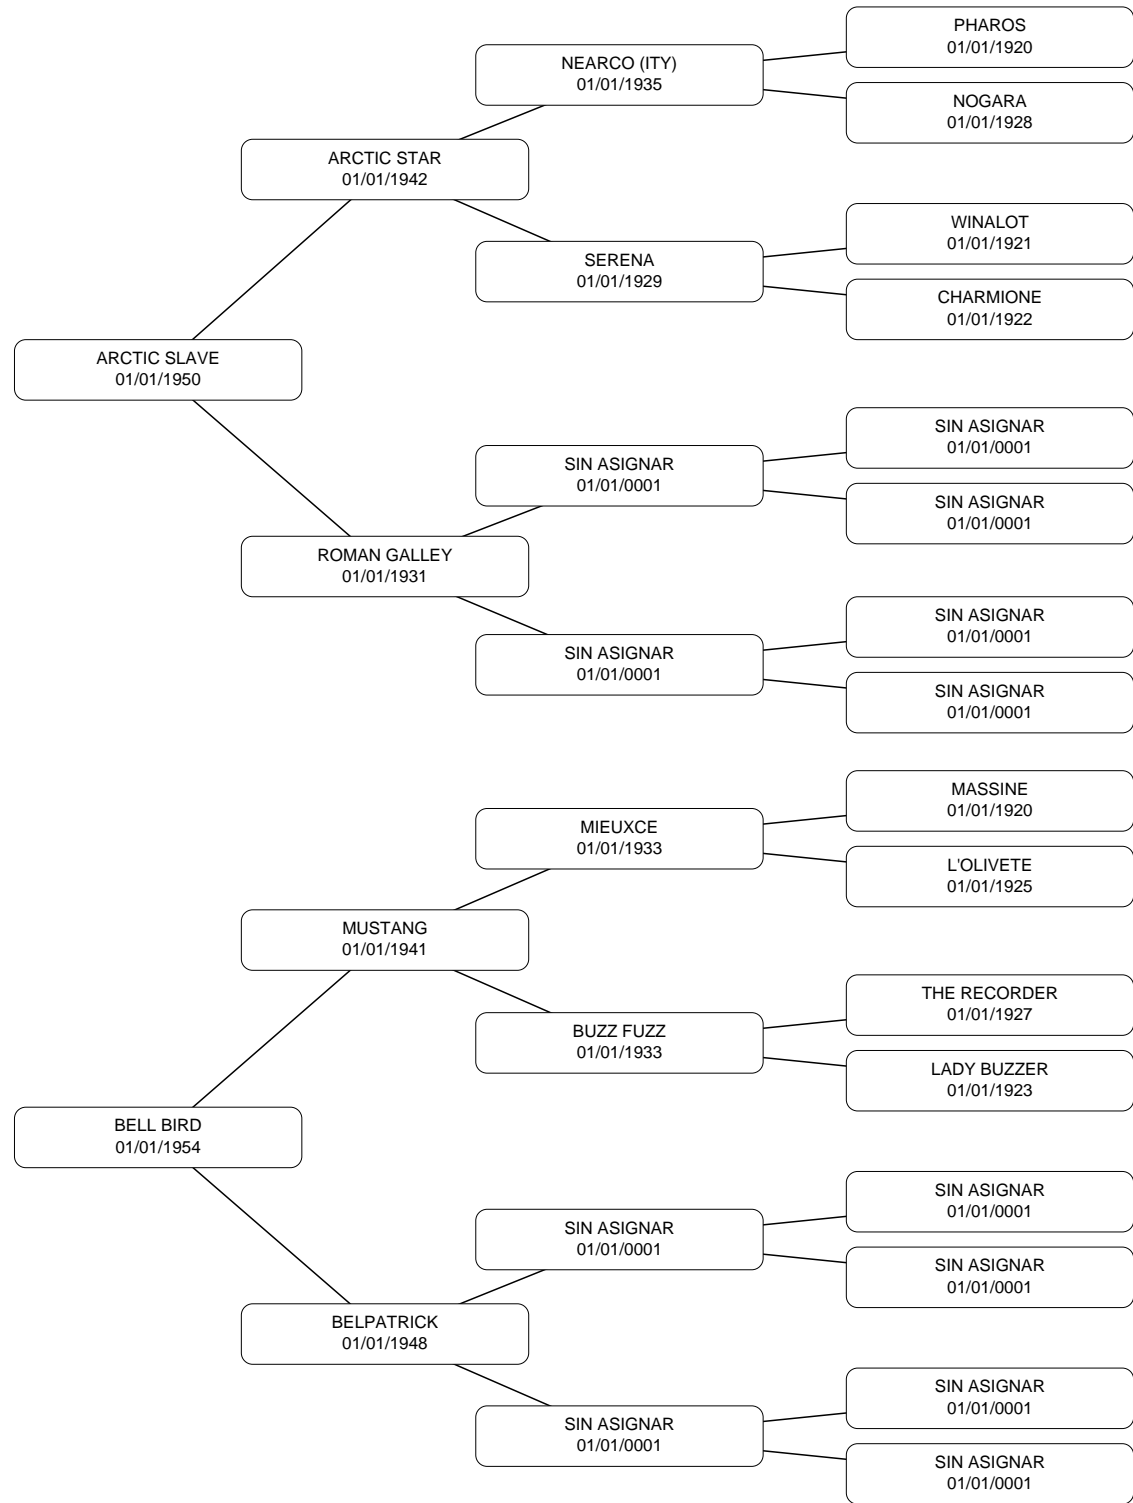 PHAROS
01/01/1920
NEARCO (ITY)
01/01/1935
NOGARA
01/01/1928
ARCTIC STAR
01/01/1942
WINALOT
01/01/1921
SERENA
01/01/1929
CHARMIONE
01/01/1922
ARCTIC SLAVE
01/01/1950
SIN ASIGNAR
01/01/0001
SIN ASIGNAR
01/01/0001
SIN ASIGNAR
01/01/0001
ROMAN GALLEY
01/01/1931
SIN ASIGNAR
01/01/0001
SIN ASIGNAR
01/01/0001
SIN ASIGNAR
01/01/0001
MASSINE
01/01/1920
MIEUXCE
01/01/1933
L'OLIVETE
01/01/1925
MUSTANG
01/01/1941
THE RECORDER
01/01/1927
BUZZ FUZZ
01/01/1933
LADY BUZZER
01/01/1923
BELL BIRD
01/01/1954
SIN ASIGNAR
01/01/0001
SIN ASIGNAR
01/01/0001
SIN ASIGNAR
01/01/0001
BELPATRICK
01/01/1948
SIN ASIGNAR
01/01/0001
SIN ASIGNAR
01/01/0001
SIN ASIGNAR
01/01/0001